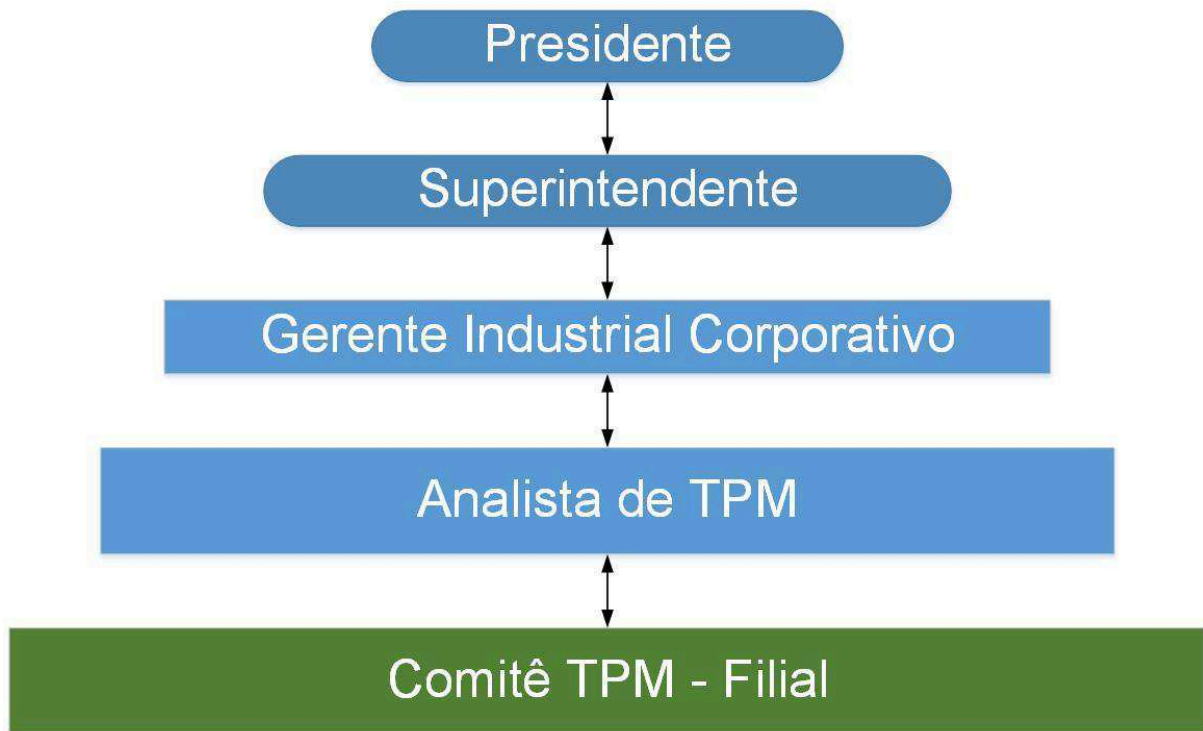 Presidente
Superintendente
Gerente Industrial Corporativo
Analista de TPM
Comitê TPM - Filial